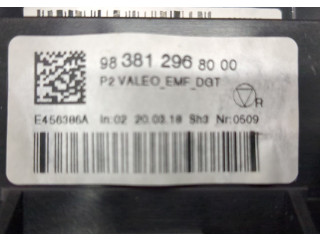 98 381 296 80 00
P2 VALEO_EMF_DGT
R
E456386A In:02 20.03.18 Sh3 Nr:0509